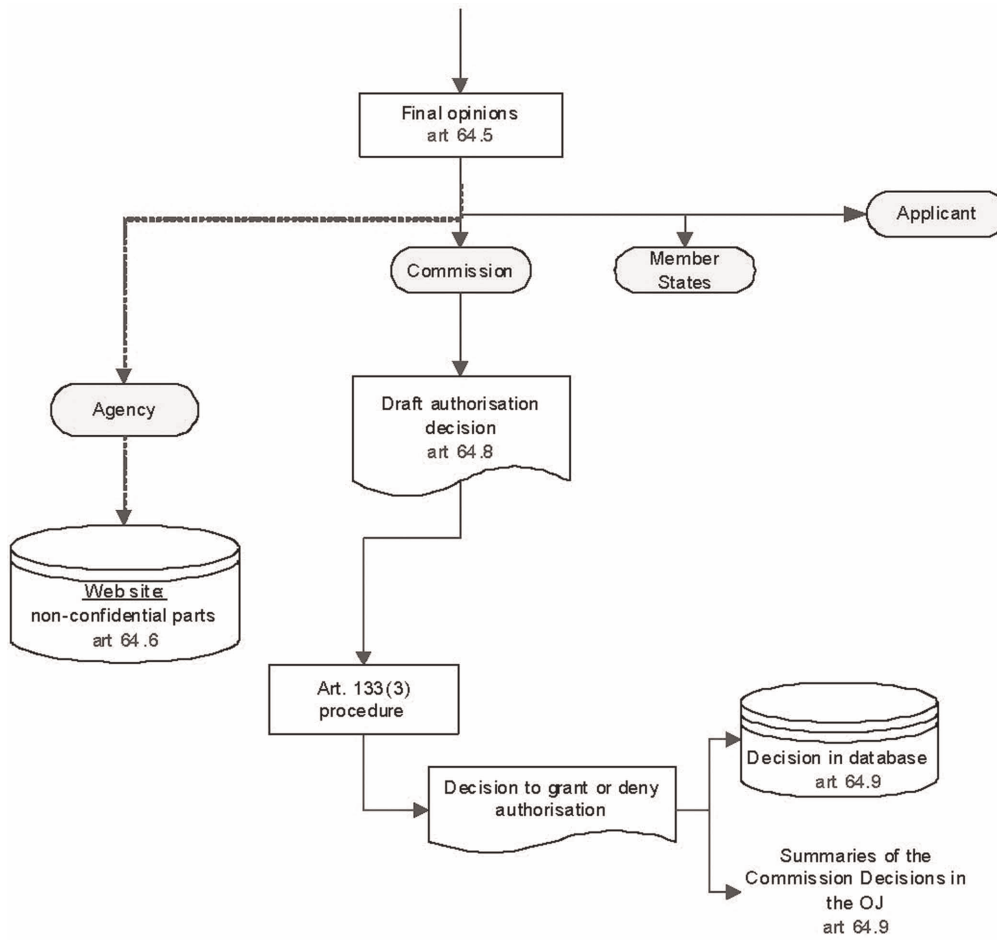 Final opinions
art 64.5
Applicant
Commission
Member
States
Agency
Draft authorisation
decision
art 64.8
Web site:
non-confidential parts
art 64.6
Art. 133(3)
procedure
Decision in database
art 64.9
Decision to grant or deny
authorisation
Summaries of the
Commission Decisions in
the OJ
art 64.9